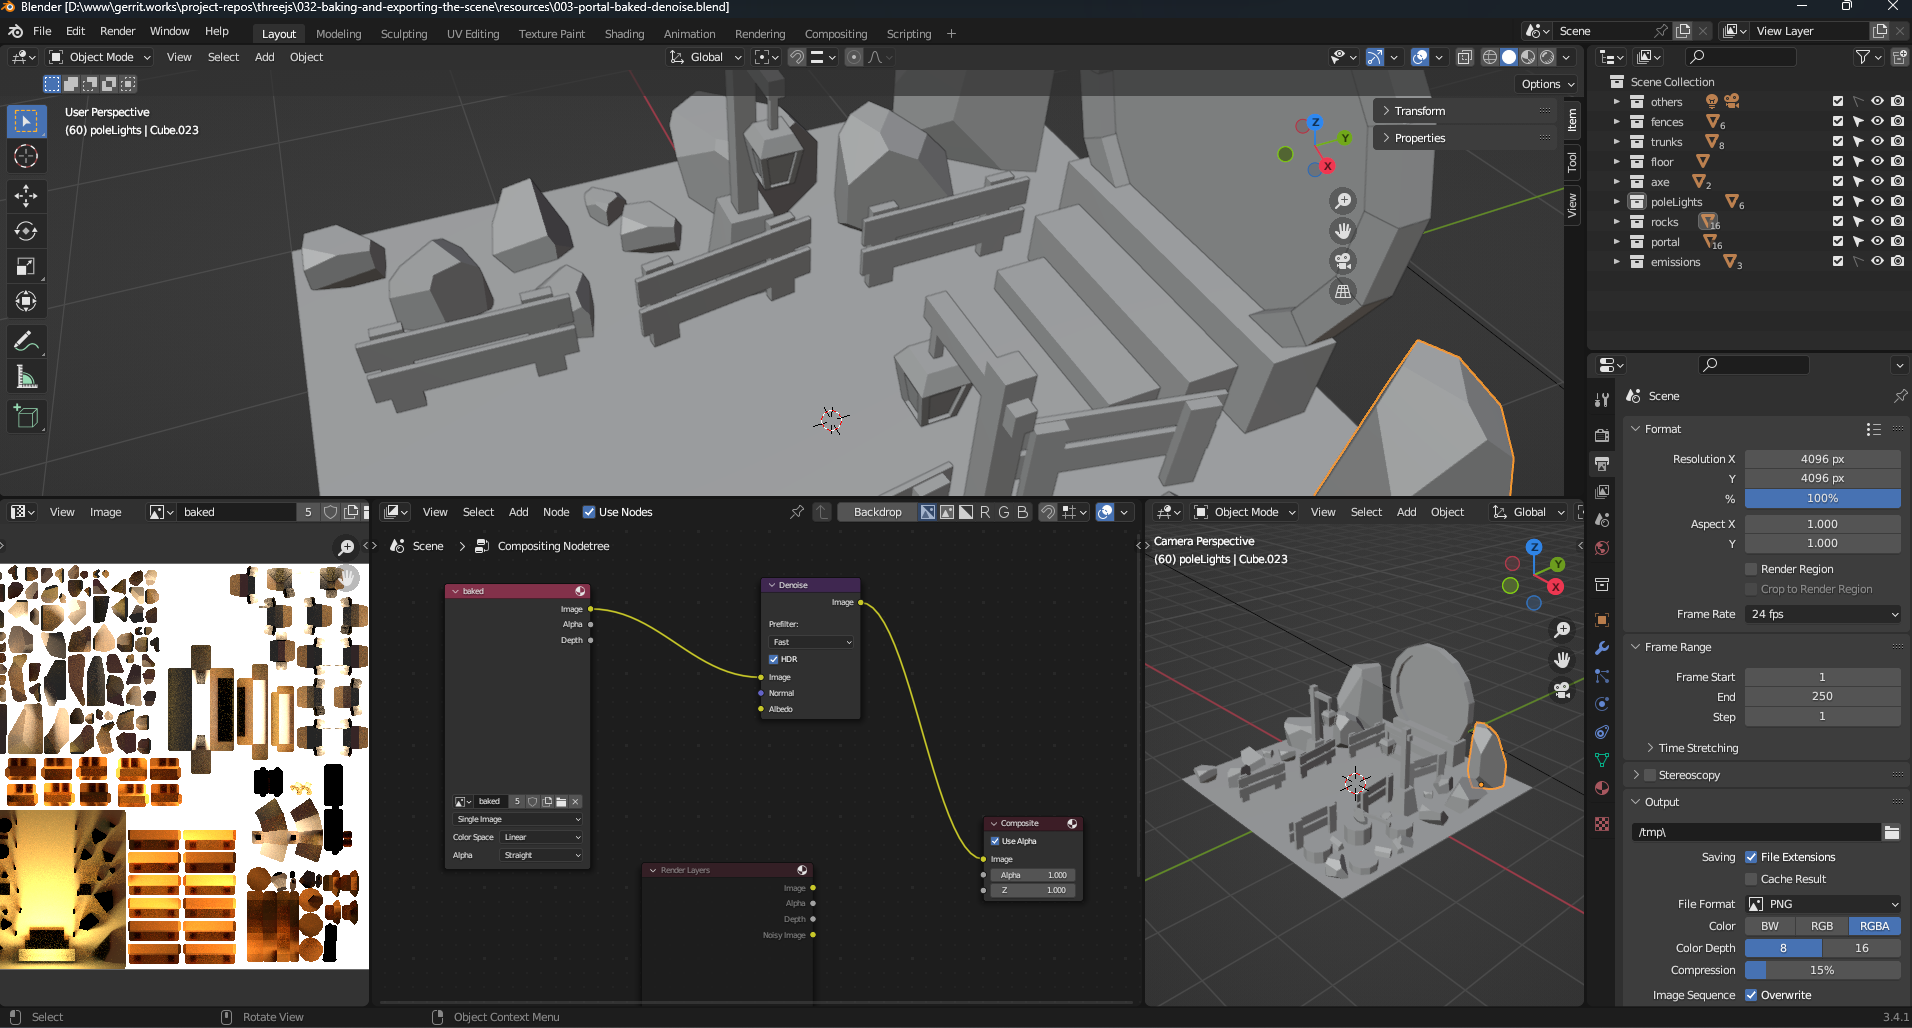 Blender [D:\www\gerrit.works\project-repos\threejs\032-baking-and-exporting-the-scene\resources\003-portal-baked-denoise.blend]
File Edit Render Window Help Layout Modeling Sculpting UV Editing Texture Paint Shading Animation Rendering Compositing Scripting + Scene View Layer
Object Mode View Select Add Object Global
Options
User Perspective
(60) poleLights | Cube.023
Transform
Properties
Item
Tool
View
Z
Y
X
Scene Collection
others
fences 6
trunks 8
floor
axe 2
poleLights 6
rocks 16
portal 16
emissions 3
Scene
Format
Resolution X 4096 px
Y 4096 px
% 100%
Aspect X 1.000
Y 1.000
Render Region
Crop to Render Region
Frame Rate 24 fps
Frame Range
Frame Start 1
End 250
Step 1
Time Stretching
Stereoscopy
Output
/tmp\
Saving File Extensions
Cache Result
File Format PNG
Color BW RGB RGBA
Color Depth 8 16
Compression 15%
Image Sequence Overwrite
View Image baked 5
View Select Add Node Use Nodes Backdrop R G B
Scene Compositing Nodetree
baked
Image
Alpha
Depth
baked 5
Single Image
Color Space Linear
Alpha Straight
Denoise
Image
Prefilter:
Fast
HDR
Image
Normal
Albedo
Render Layers
Image
Alpha
Depth
Noisy Image
Composite
Use Alpha
Image
Alpha 1.000
Z 1.000
Object Mode View Select Add Object Global
Camera Perspective
(60) poleLights | Cube.023
Z
Y
X
Select Rotate View Object Context Menu 3.4.1